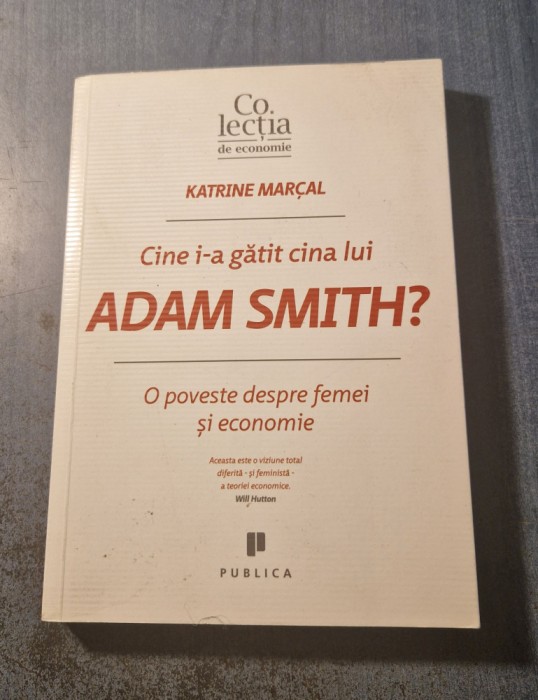 Co.
lecția
de economie
KATRINE MARÇAL
Cine i-a gătit cina lui
ADAM SMITH?
O poveste despre femei
și economie
Aceasta este o viziune total
diferită - și feministă -
a teoriei economice.
Will Hutton
PUBLICA